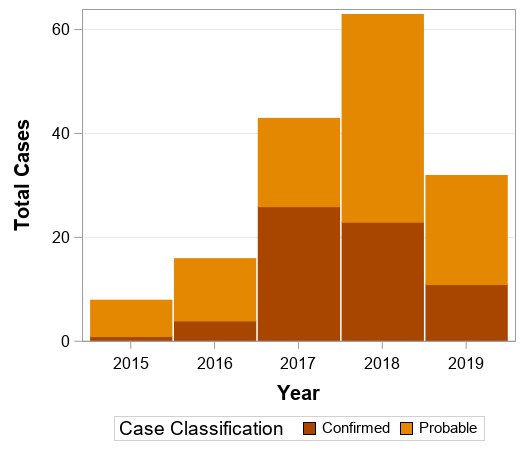 Total Cases
60
40
20
0
2015 2016 2017 2018 2019
Year
Case Classification Confirmed Probable